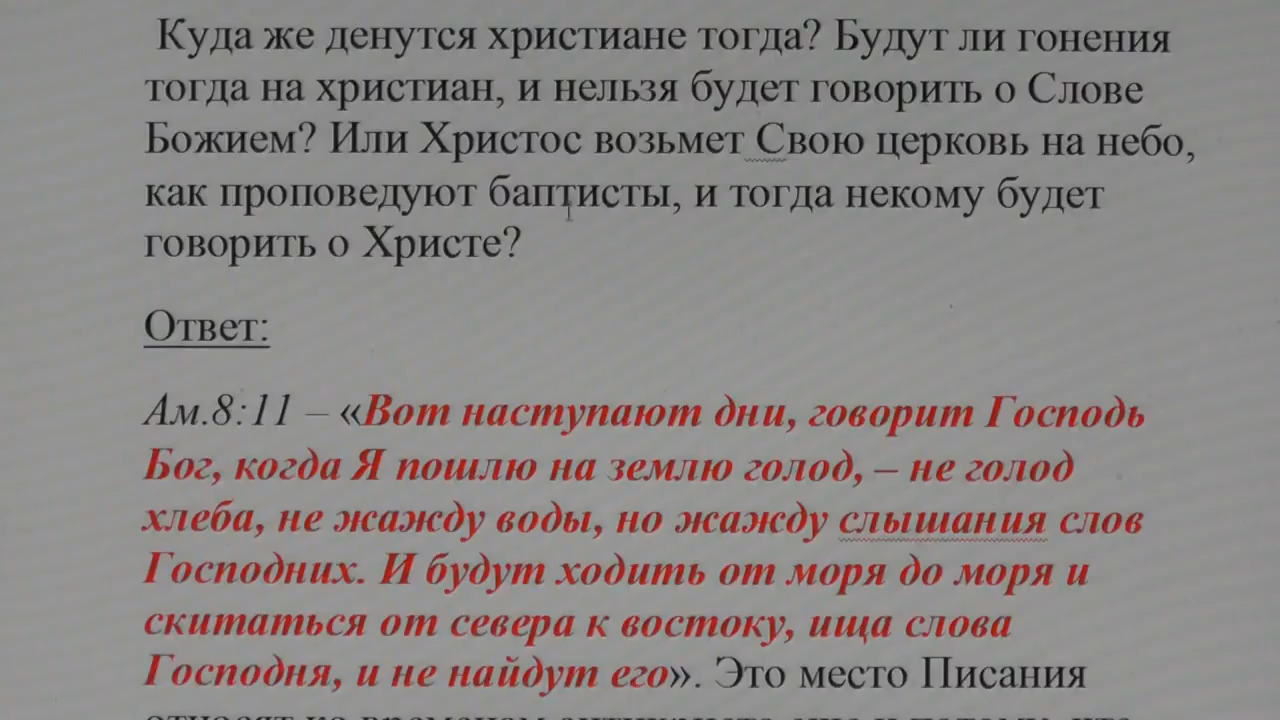 Куда же денутся христиане тогда? Будут ли гонения
тогда на христиан, и нельзя будет говорить о Слове
Божием? Или Христос возьмет Свою церковь на небо,
как проповедуют баптисты, и тогда некому будет
говорить о Христе?
Ответ:
Ам.8:11 – «Вот наступают дни, говорит Господь
Бог, когда Я пошлю на землю голод, – не голод
хлеба, не жажду воды, но жажду слышания слов
Господних. И будут ходить от моря до моря и
скитаться от севера к востоку, ища слова
Господня, и не найдут его». Это место Писания